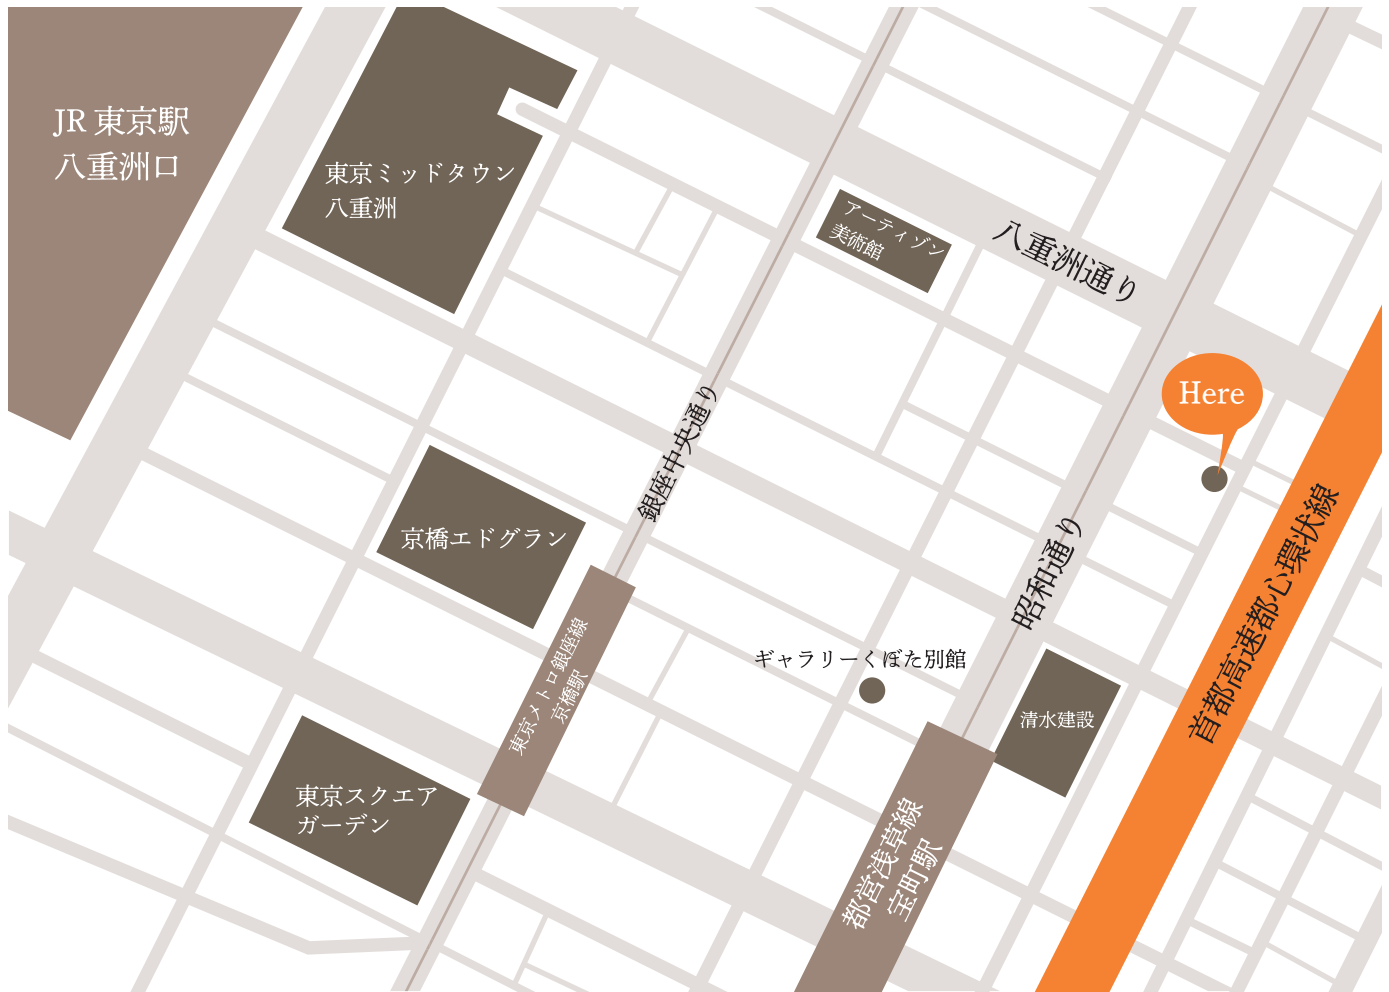 JR 東京駅
八重洲口
東京ミッドタウン
八重洲
アーティゾン
美術館
八重洲通り
Here
銀座中央通り
京橋エドグラン
昭和通り
首都高速都心環状線
東京メトロ銀座線
京橋駅
ギャラリーくぼた別館
清水建設
東京スクエア
ガーデン
都営浅草線
宝町駅